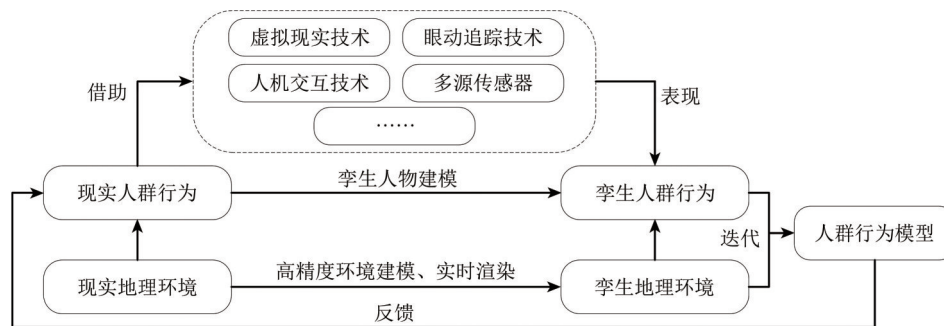 虚拟现实技术
眼动追踪技术
人机交互技术
多源传感器
……
借助
表现
现实人群行为
孪生人物建模
孪生人群行为
迭代
人群行为模型
现实地理环境
高精度环境建模、实时渲染
孪生地理环境
反馈